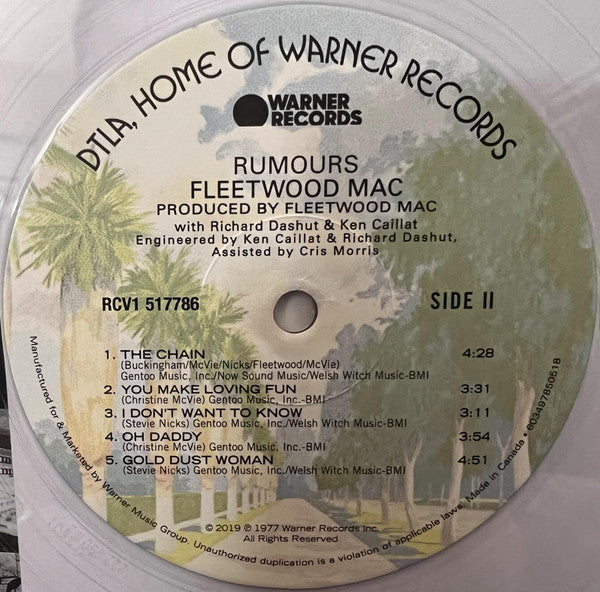 DTLA, HOME OF WARNER RECORDS
WARNER
RECORDS
RUMOURS
FLEETWOOD MAC
PRODUCED BY FLEETWOOD MAC
with Richard Dashut & Ken Caillat
Engineered by Ken Caillat & Richard Dashut,
Assisted by Cris Morris
RCV1 517786
SIDE II
1. THE CHAIN 4:28
(Buckingham/McVie/Nicks/Fleetwood/McVie)
Gentoo Music, Inc./Now Sound Music/Welsh Witch Music-BMI
2. YOU MAKE LOVING FUN 3:31
(Christine McVie) Gentoo Music, Inc.-BMI
3. I DON'T WANT TO KNOW 3:11
(Stevie Nicks) Gentoo Music, Inc./Welsh Witch Music-BMI
4. OH DADDY 3:54
(Christine McVie) Gentoo Music, Inc.-BMI
5. GOLD DUST WOMAN 4:51
(Stevie Nicks) Gentoo Music, Inc./Welsh Witch Music-BMI
© 2019 ℗ 1977 Warner Records Inc.
All Rights Reserved.
Manufactured for & Marketed by Warner Music Group. Unauthorized duplication is a violation of applicable laws. Made in Canada • 603497850518